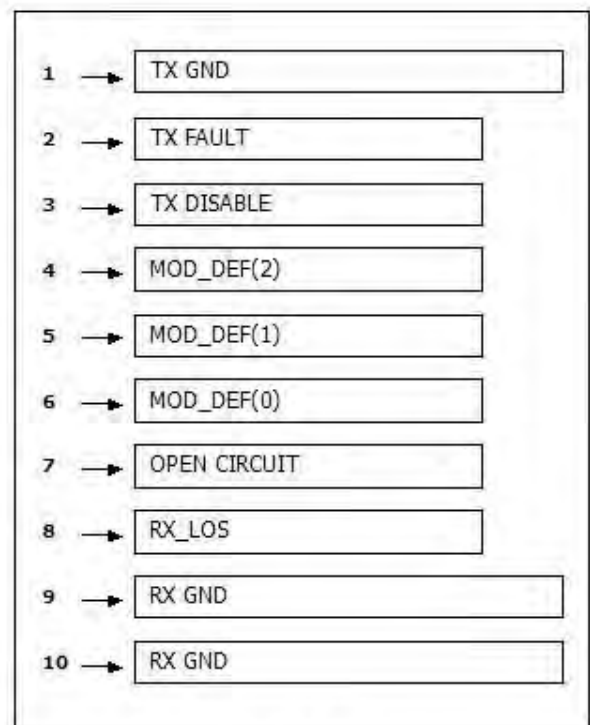 1 TX GND
2 TX FAULT
3 TX DISABLE
4 MOD_DEF(2)
5 MOD_DEF(1)
6 MOD_DEF(0)
7 OPEN CIRCUIT
8 RX_LOS
9 RX GND
10 RX GND